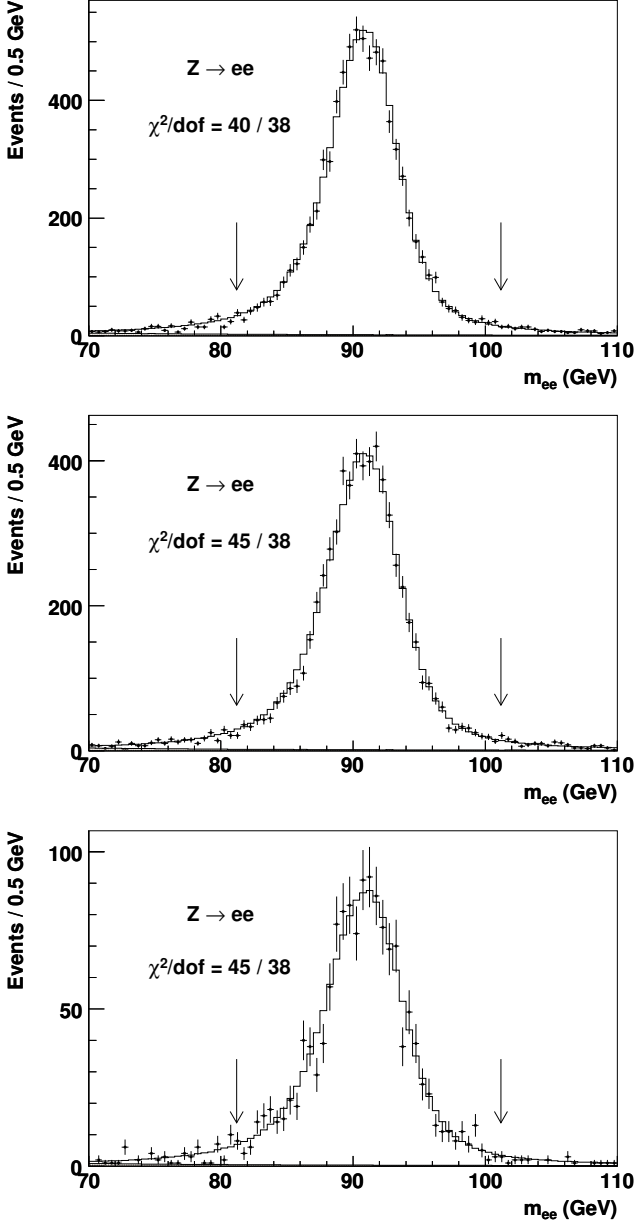 Events / 0.5 GeV
Z → ee
χ²/dof = 40 / 38
400
200
0
70 80 90 100 110
m_ee (GeV)
Events / 0.5 GeV
Z → ee
χ²/dof = 45 / 38
400
200
0
70 80 90 100 110
m_ee (GeV)
Events / 0.5 GeV
100
Z → ee
χ²/dof = 45 / 38
50
0
70 80 90 100 110
m_ee (GeV)